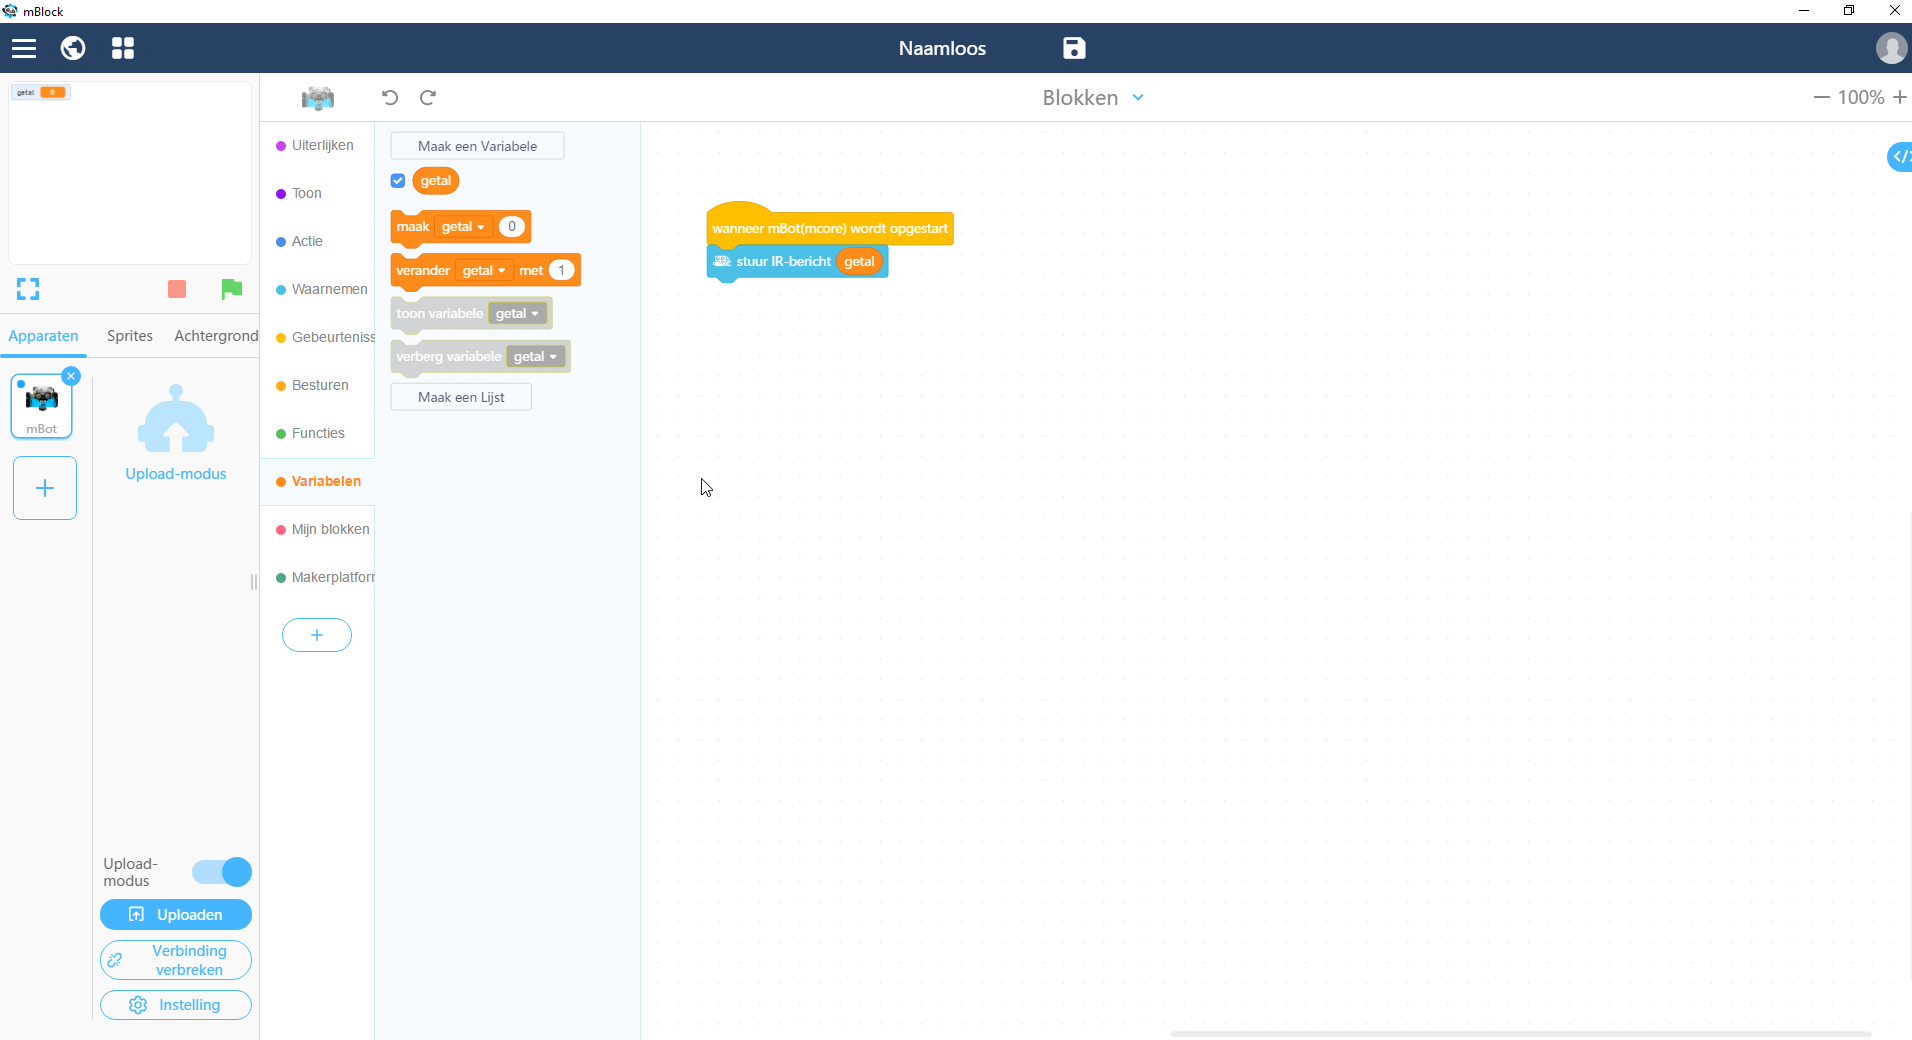 mBlock
Naamloos
getal 0
Blokken
100%
Uiterlijken
Toon
Actie
Waarnemen
Gebeurteniss
Besturen
Functies
Variabelen
Mijn blokken
Makerplatforr
Maak een Variabele
getal
maak getal 0
verander getal met 1
toon variabele getal
verberg variabele getal
Maak een Lijst
wanneer mBot(mcore) wordt opgestart
stuur IR-bericht getal
Apparaten Sprites Achtergrond
mBot
Upload-modus
Upload-
modus
Uploaden
Verbinding
verbreken
Instelling